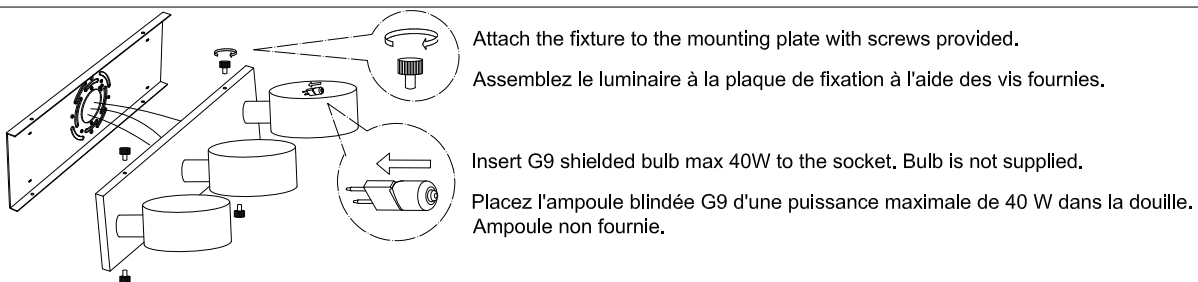 Attach the fixture to the mounting plate with screws provided.
Assemblez le luminaire à la plaque de fixation à l'aide des vis fournies.
Insert G9 shielded bulb max 40W to the socket. Bulb is not supplied.
Placez l'ampoule blindée G9 d'une puissance maximale de 40 W dans la douille.
Ampoule non fournie.